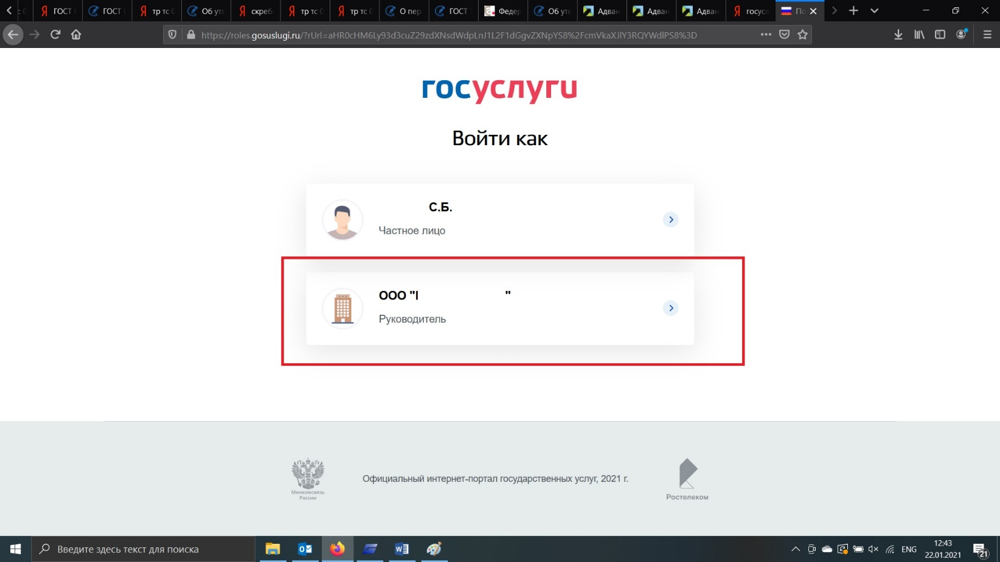 ГОСТ
ГОСТ
тр тс
Об ут
скреб
тр тс
тр тс
О пер
ГОСТ
Федер
Об ут
Адван
Адван
Адван
госусл
По
https://roles.gosuslugi.ru/?rUrl=aHR0cHM6Ly93d3cuZ29zdXNsdWdpLnJ1L2F1dGgvZXNpYS8%2FcmVkaXJlY3RQYWdlPS8%3D
госуслуги
Войти как
С.Б.
Частное лицо
ООО " "
Руководитель
Минкомсвязь
России
Официальный интернет-портал государственных услуг, 2021 г.
Ростелеком
Введите здесь текст для поиска
ENG
12:43
22.01.2021
21